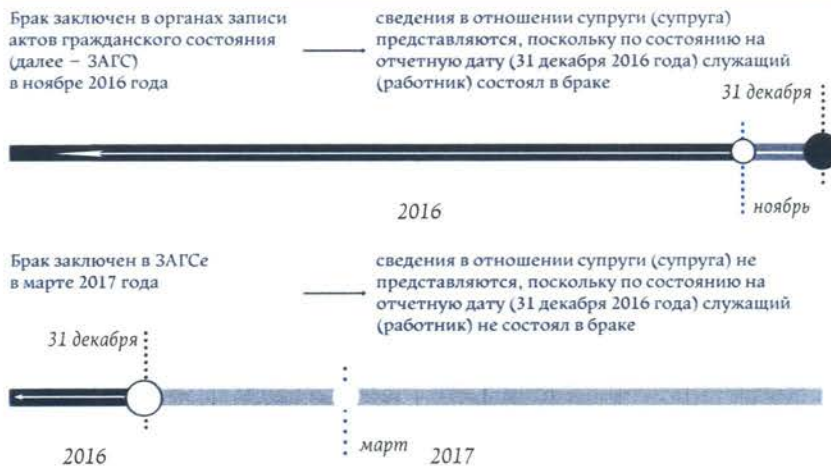 Брак заключен в органах записи
актов гражданского состояния
(далее – ЗАГС)
в ноябре 2016 года
сведения в отношении супруги (супруга)
представляются, поскольку по состоянию на
отчетную дату (31 декабря 2016 года) служащий
(работник) состоял в браке
31 декабря
2016
ноябрь
Брак заключен в ЗАГСе
в марте 2017 года
сведения в отношении супруги (супруга) не
представляются, поскольку по состоянию на
отчетную дату (31 декабря 2016 года) служащий
(работник) не состоял в браке
31 декабря
март
2016
2017